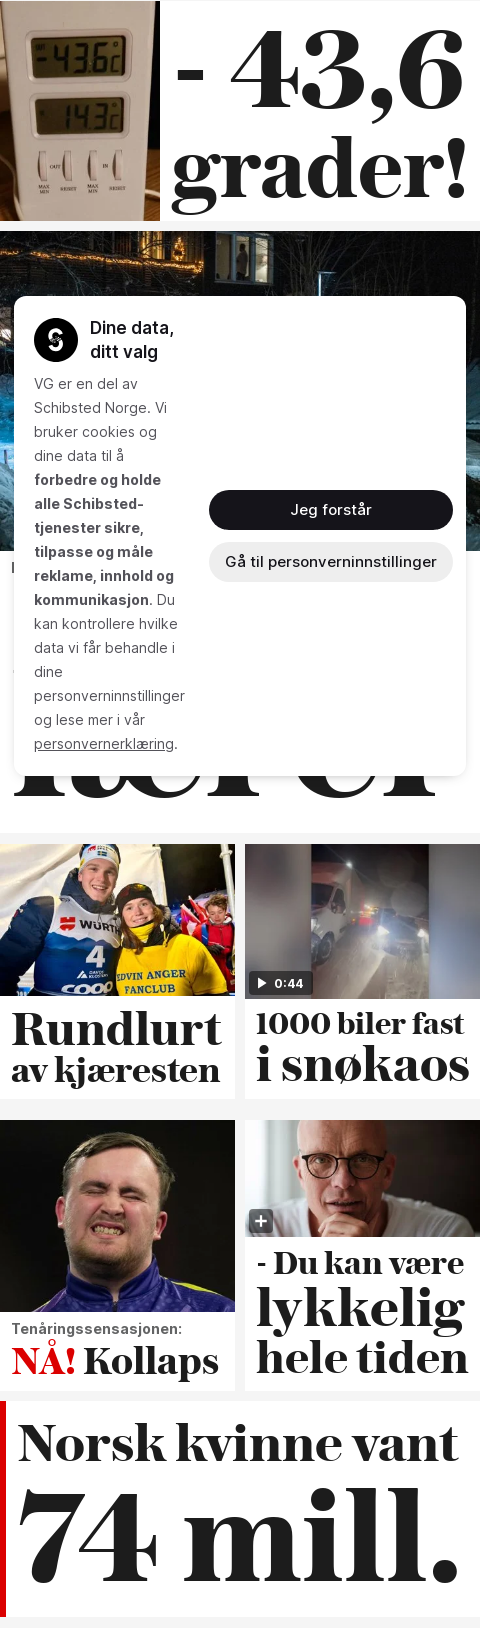 -43.6c
14.3c
OUT
IN
MAX
MIN
RESET
MAX
MIN
RESET
- 43,6
grader!
Dine data,
ditt valg
VG er en del av
Schibsted Norge. Vi
bruker cookies og
dine data til å
forbedre og holde
alle Schibsted-
tjenester sikre,
tilpasse og måle
reklame, innhold og
kommunikasjon. Du
kan kontrollere hvilke
data vi får behandle i
dine
personverninnstillinger
og lese mer i vår
personvernerklæring.
Jeg forstår
Gå til personverninnstillinger
WÜRTH
4
DAVOS
KLOSTERS
COOP
EDVIN ANGER
FANCLUB
Rundlurt
av kjæresten
0:44
1000 biler fast
i snøkaos
Tenåringssensasjonen:
NÅ! Kollaps
- Du kan være
lykkelig
hele tiden
Norsk kvinne vant
74 mill.